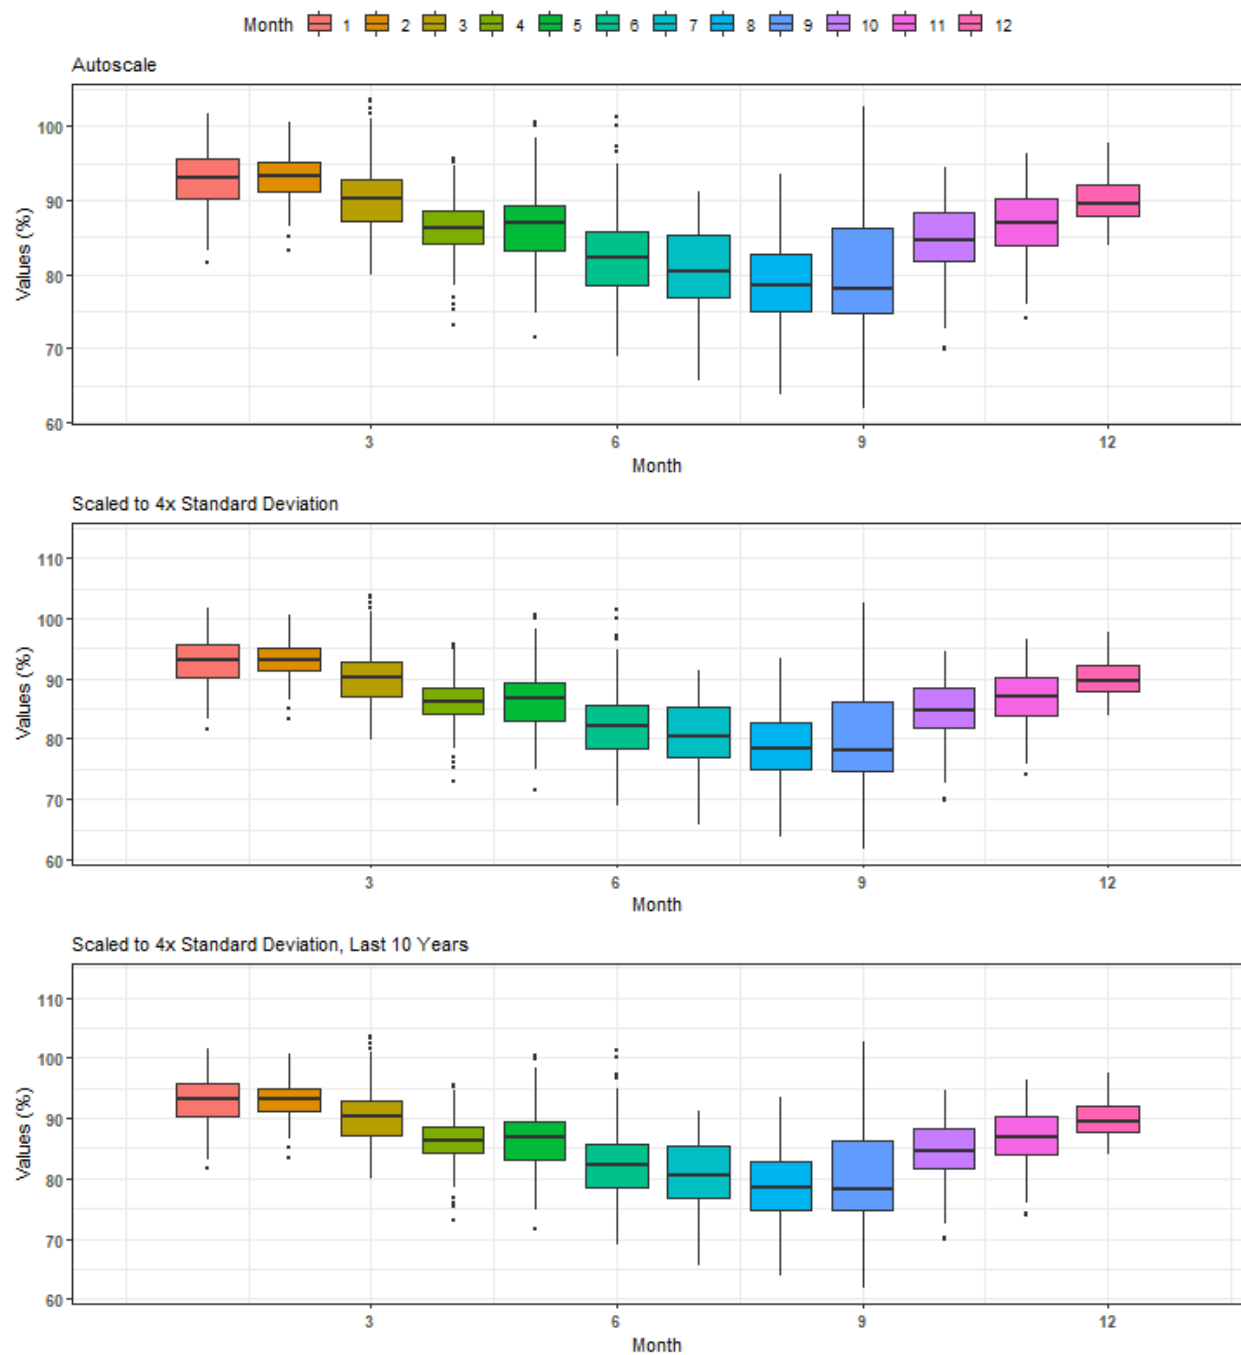 Month 1 2 3 4 5 6 7 8 9 10 11 12
Autoscale
Values (%)
100
90
80
70
60
3 6 9 12
Month
Scaled to 4x Standard Deviation
Values (%)
110
100
90
80
70
60
3 6 9 12
Month
Scaled to 4x Standard Deviation, Last 10 Years
Values (%)
110
100
90
80
70
60
3 6 9 12
Month